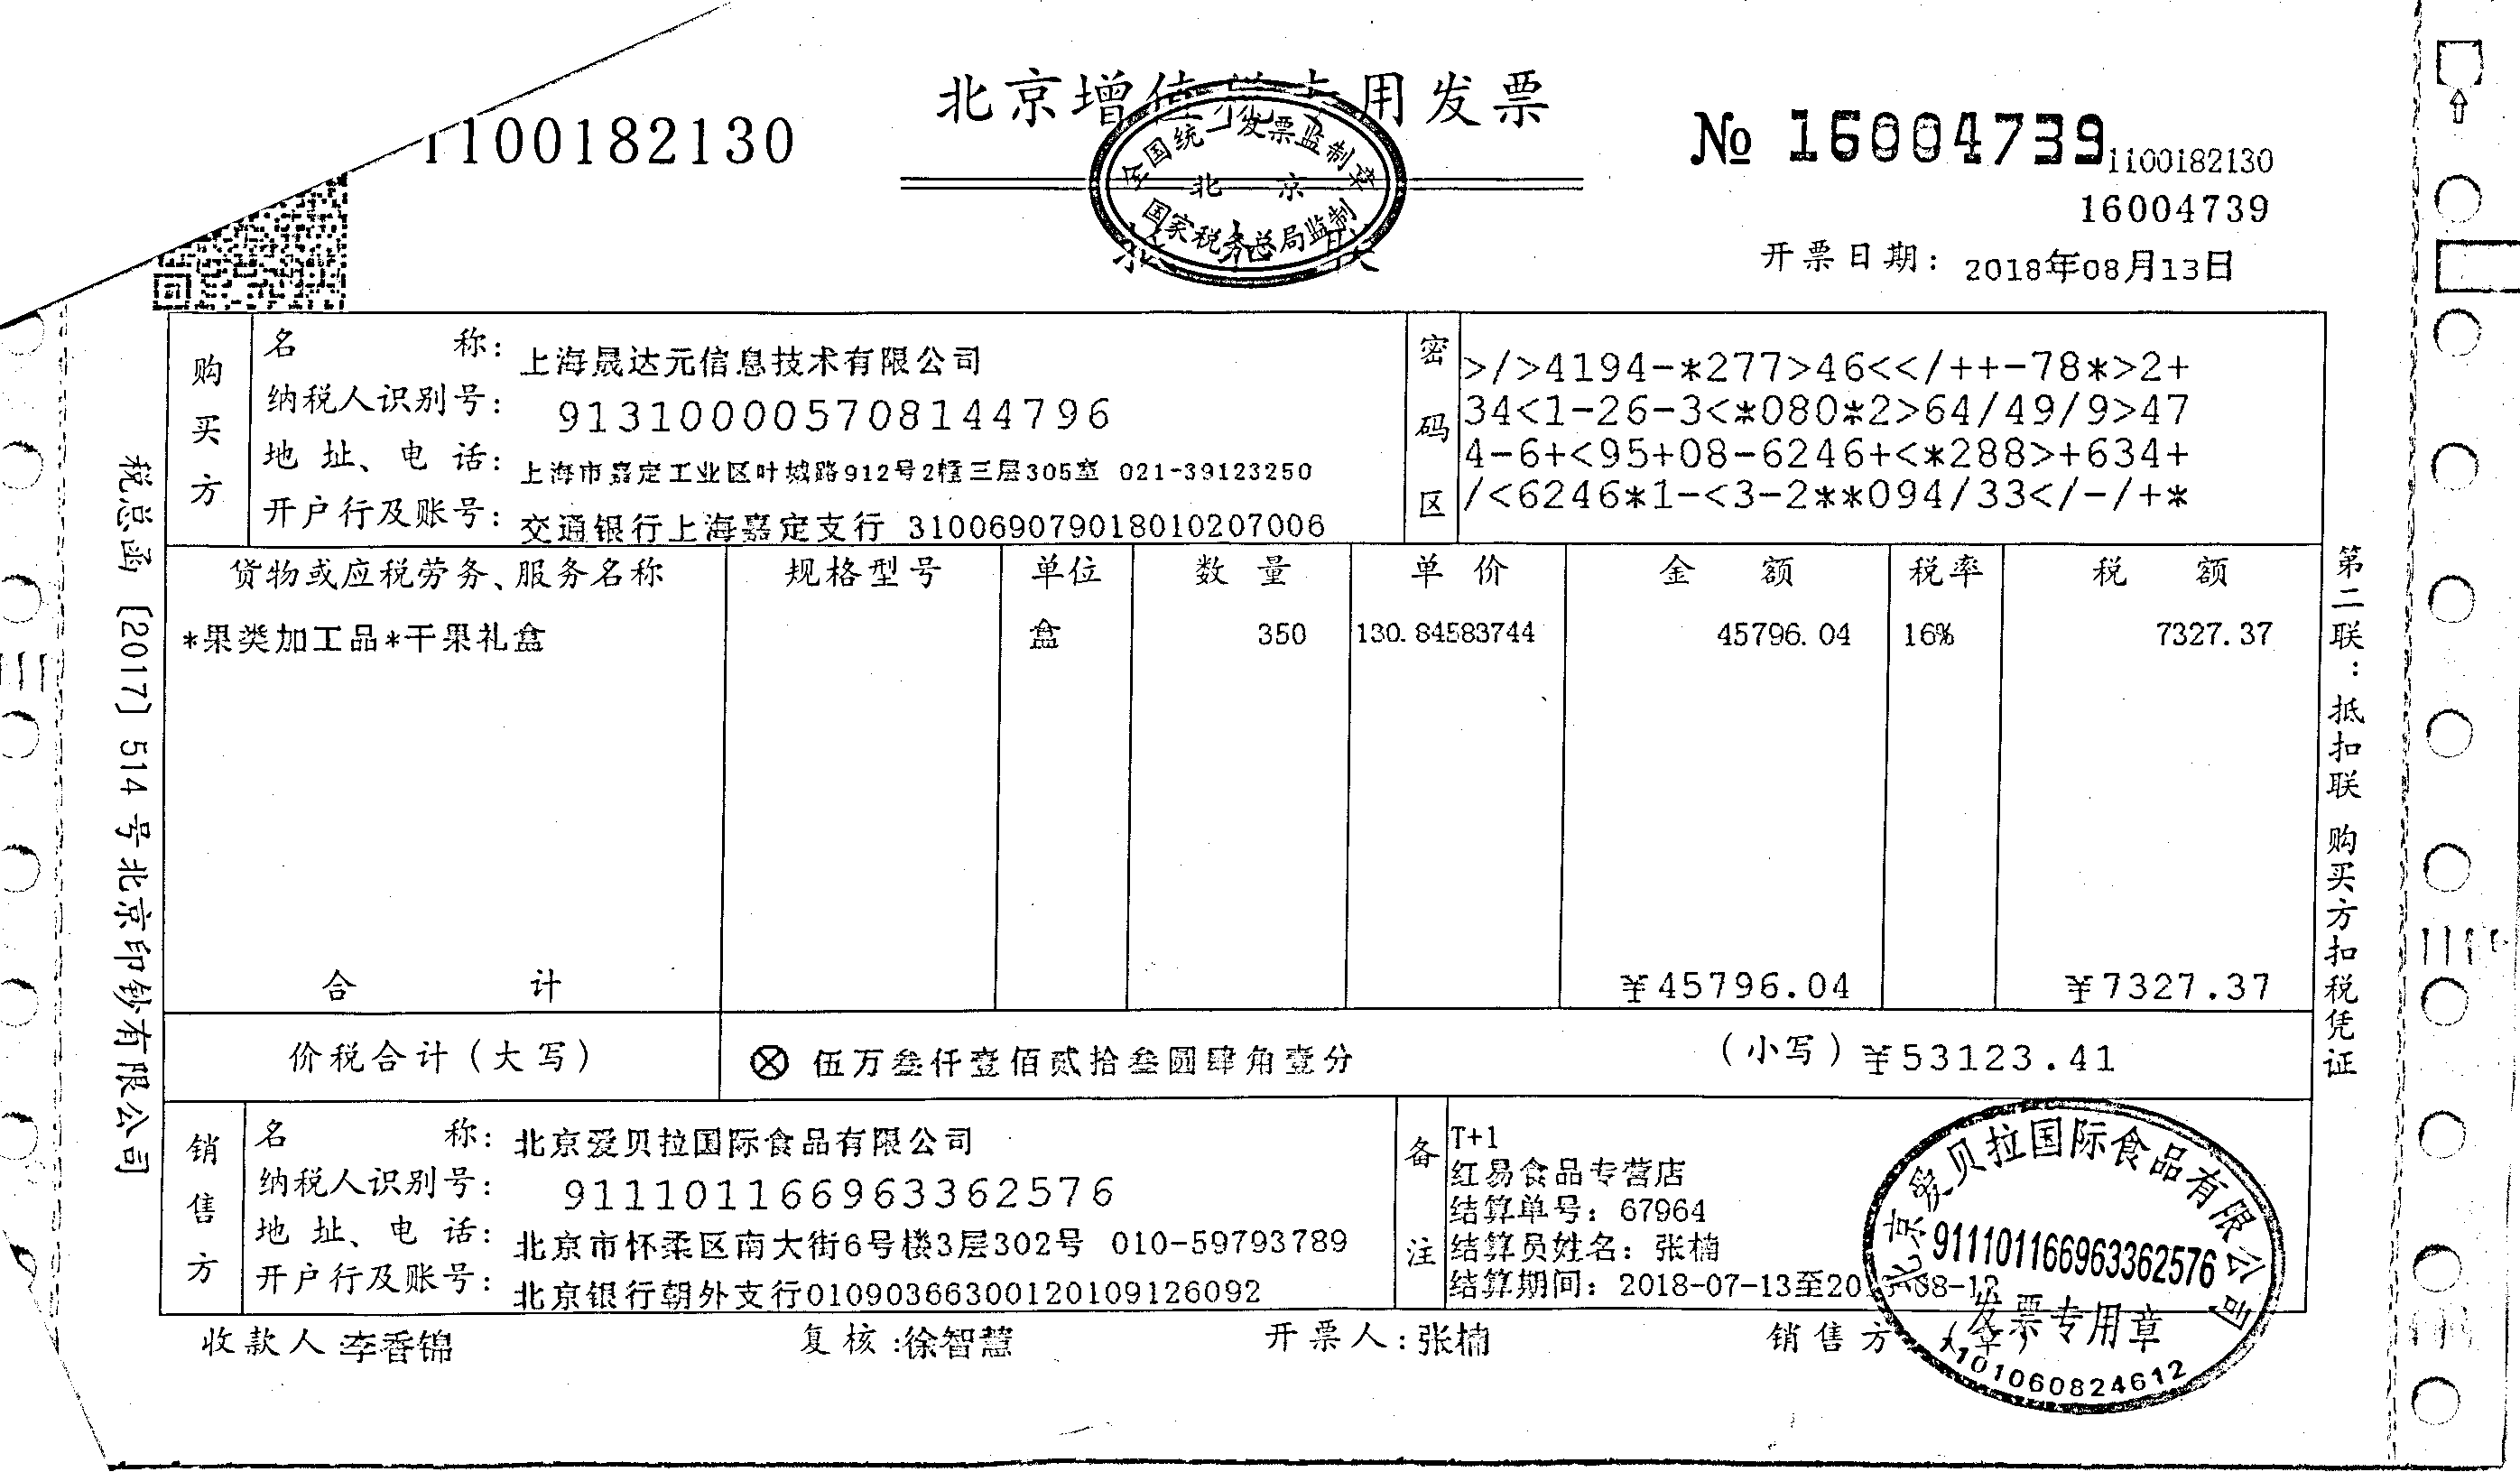 北京增值税专用发票
1100182130
№ 16004739
1100182130
16004739
全国统一发票监制章
北 京
国家税务总局监制
开票日期: 2018年08月13日
购买方
名 称: 上海晟达元信息技术有限公司
纳税人识别号: 913100005708144796
地 址、电 话: 上海市嘉定工业区叶城路912号2幢三层305室 021-39123250
开户行及账号: 交通银行上海嘉定支行 310069079018010207006
密码区
>/>4194-*277>46<</++-78*>2+
34<1-26-3<*080*2>64/49/9>47
4-6+<95+08-6246+<*288>+634+
/<6246*1-<3-2**094/33</-/+*
货物或应税劳务、服务名称 规格型号 单位 数 量 单 价 金 额 税率 税 额
*果类加工品*干果礼盒 盒 350 130.84583744 45796.04 16% 7327.37
合 计 ¥45796.04 ¥7327.37
价税合计(大写) ⊗ 伍万叁仟壹佰贰拾叁圆肆角壹分 (小写)¥53123.41
销售方
名 称: 北京爱贝拉国际食品有限公司
纳税人识别号: 911101166963362576
地 址、电 话: 北京市怀柔区南大街6号楼3层302号 010-59793789
开户行及账号: 北京银行朝外支行01090366300120109126092
备注
T+1
红易食品专营店
结算单号: 67964
结算员姓名: 张楠
结算期间: 2018-07-13至2018-08-12
收款人 李香锦 复核:徐智慧 开票人:张楠 销售方(章)
北京爱贝拉国际食品有限公司
911101166963362576
发票专用章
1101060824612
税总函〔2017〕514号北京印钞有限公司
第二联:抵扣联 购买方扣税凭证